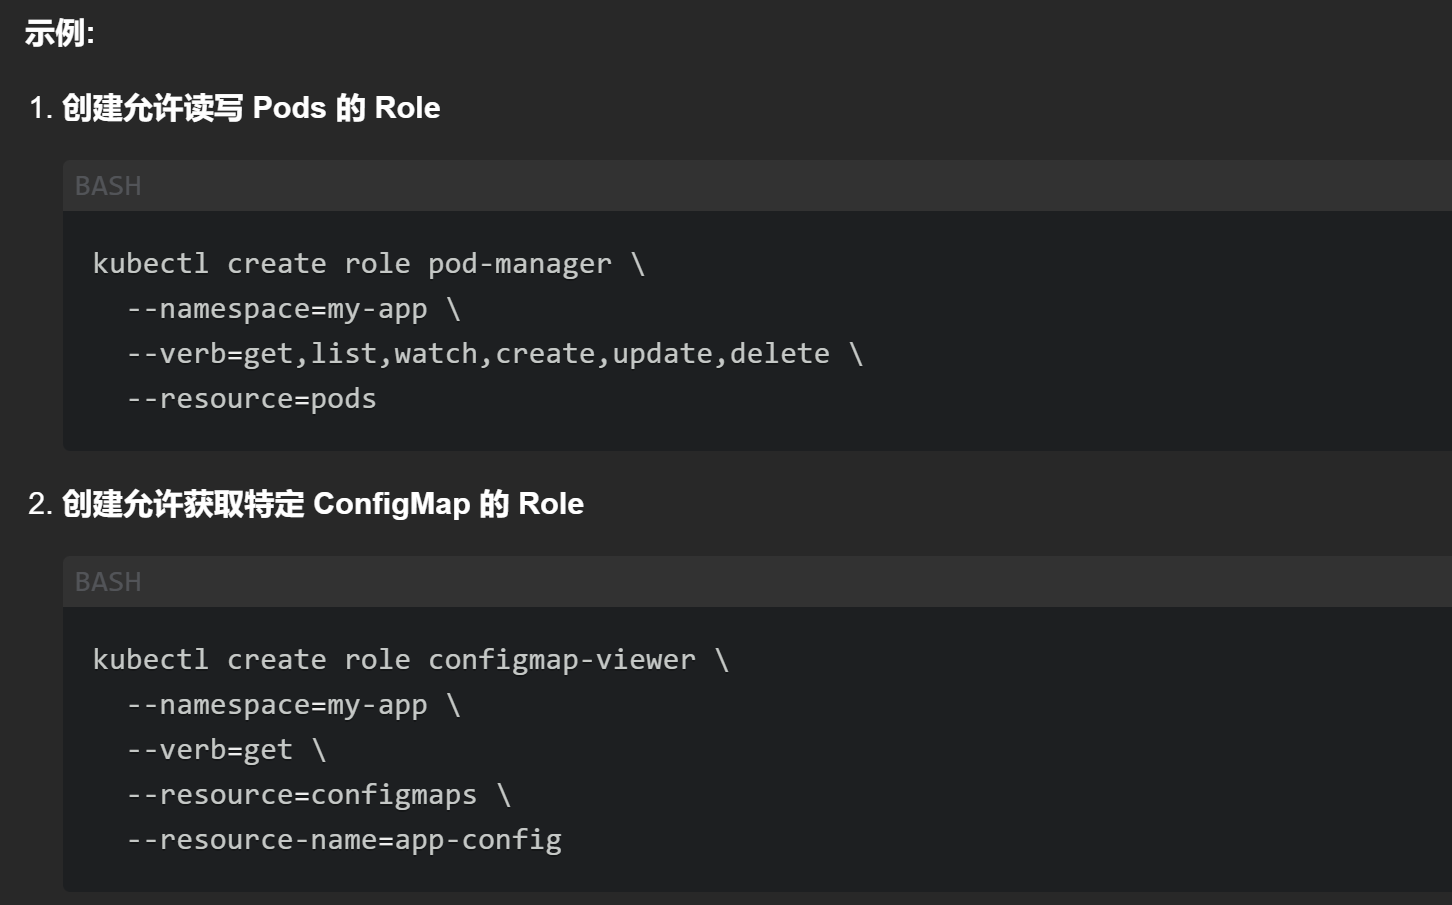 示例:
1. 创建允许读写 Pods 的 Role
BASH
kubectl create role pod-manager \
  --namespace=my-app \
  --verb=get,list,watch,create,update,delete \
  --resource=pods
2. 创建允许获取特定 ConfigMap 的 Role
BASH
kubectl create role configmap-viewer \
  --namespace=my-app \
  --verb=get \
  --resource=configmaps \
  --resource-name=app-config